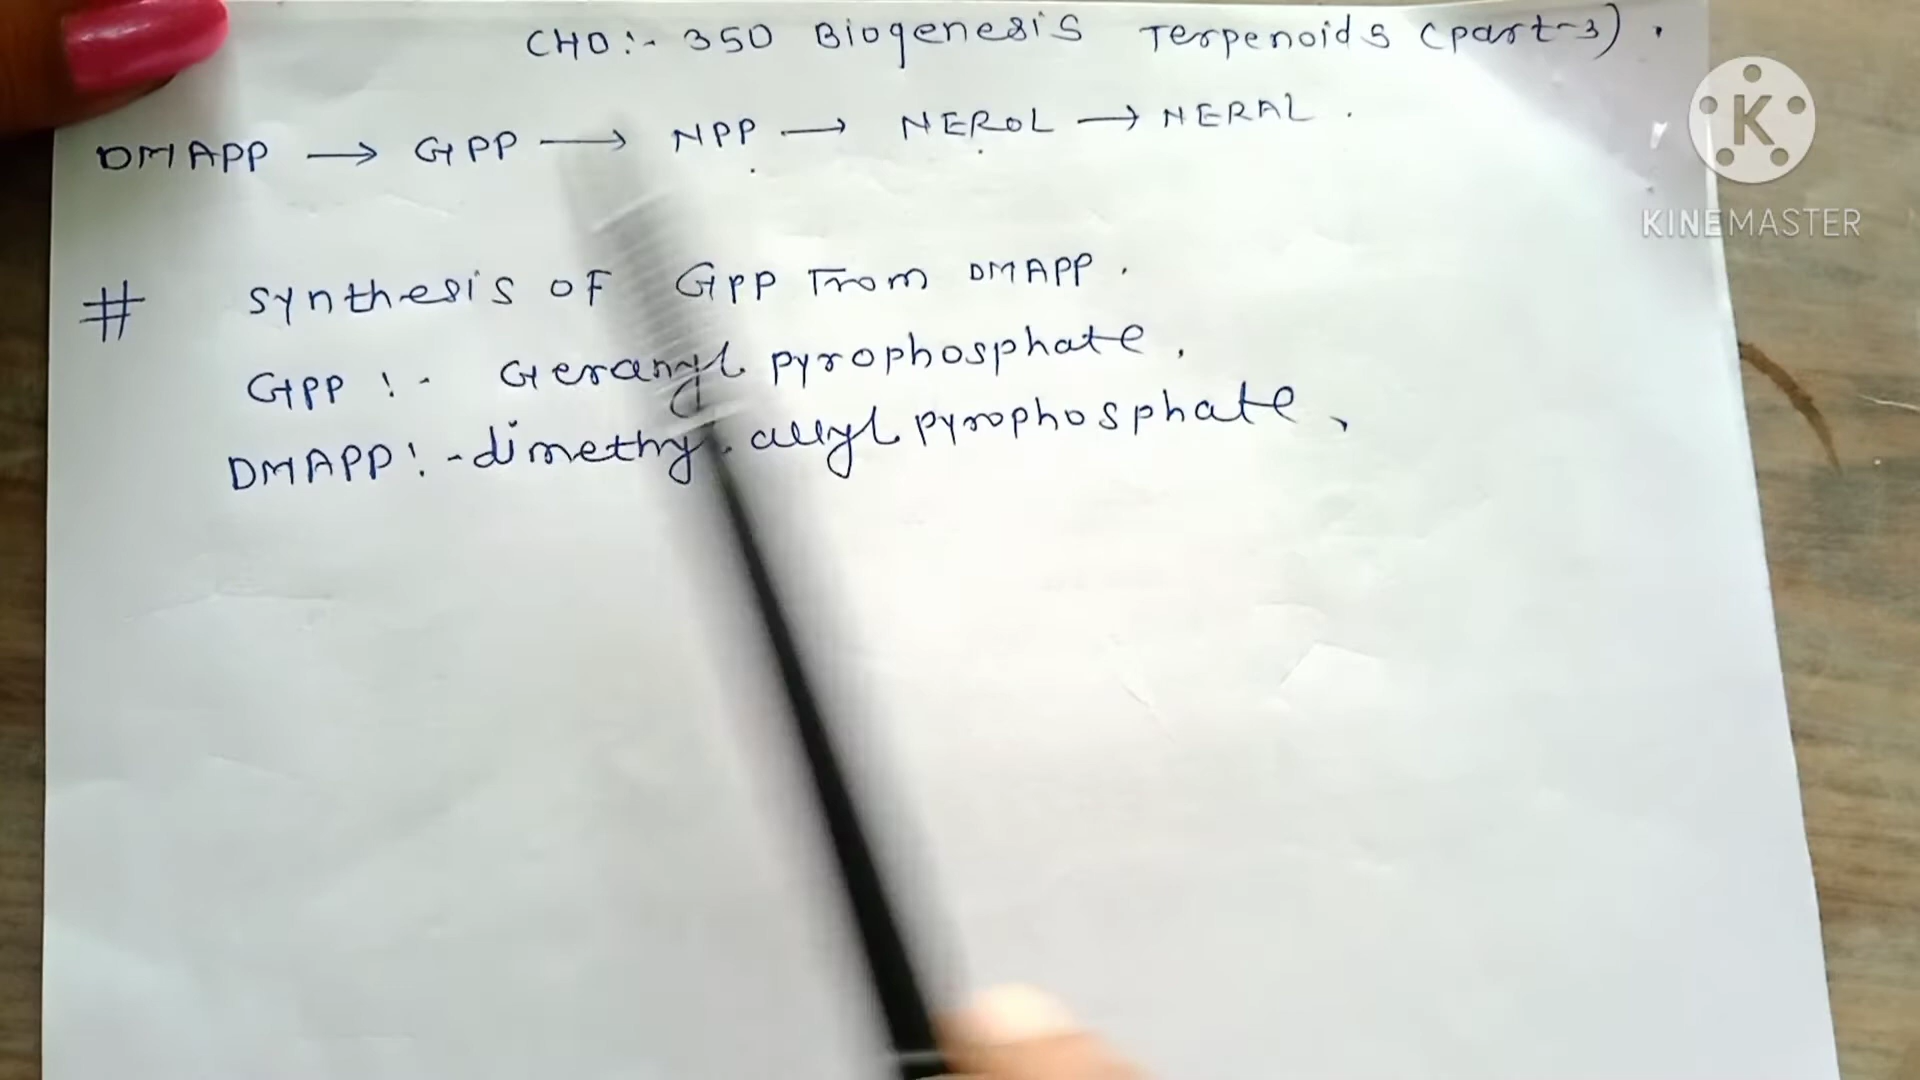 CHO:- 350 Biogenesis Terpenoids (part-3).
DMAPP → GPP → NPP → NEROL → NERAL.
K
KINEMASTER
# Synthesis of GPP From DMAPP.
GPP :- Geranyl pyrophosphate.
DMAPP :- dimethy allyl pyrophosphate,